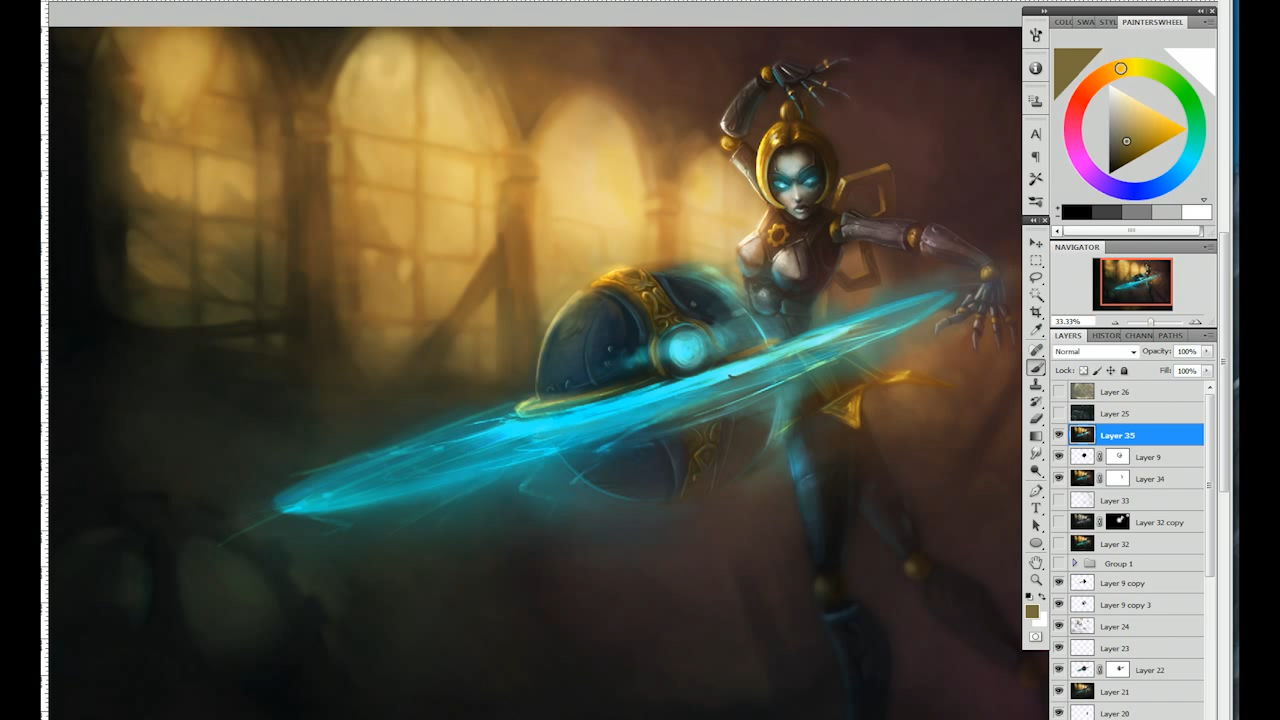 COLC SWA STYL PAINTERSWHEEL
NAVIGATOR
33.33%
LAYERS HISTOR CHANN PATHS
Normal Opacity: 100%
Lock: Fill: 100%
Layer 26
Layer 25
Layer 35
Layer 9
Layer 34
Layer 33
Layer 32 copy
Layer 32
Group 1
Layer 9 copy
Layer 9 copy 3
Layer 24
Layer 23
Layer 22
Layer 21
Layer 20